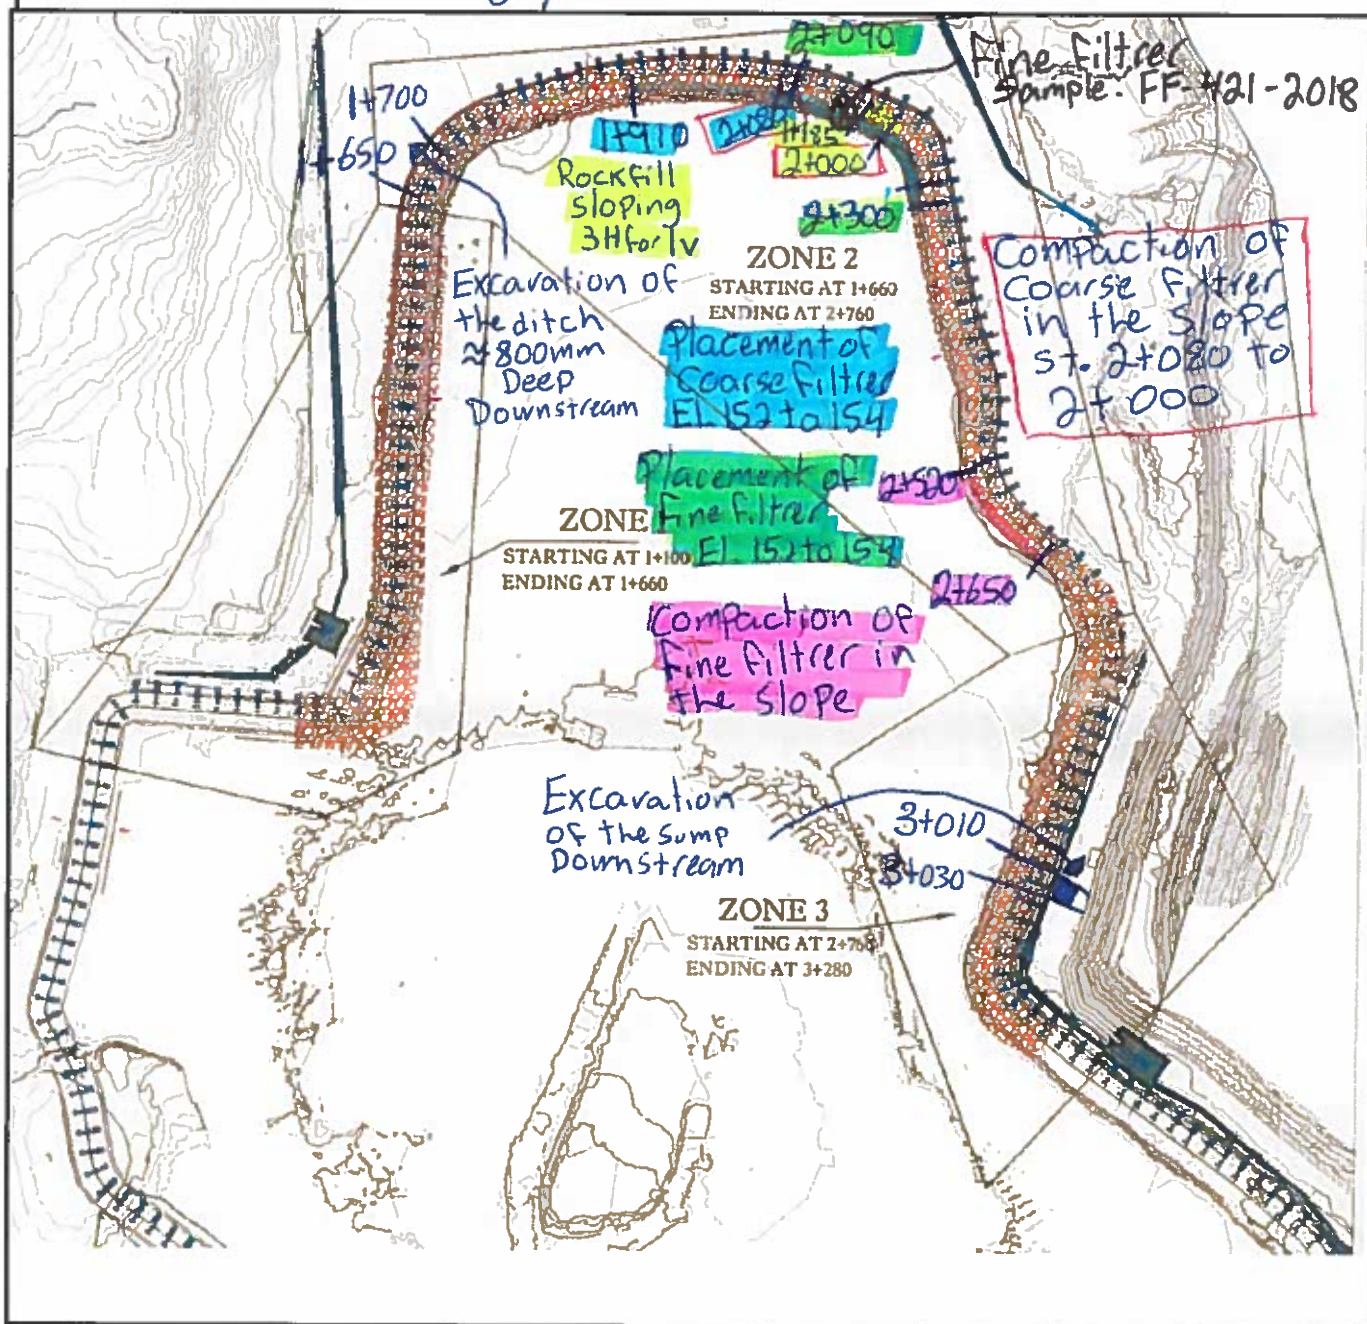 2+090
Fine filtrer
Sample: FF-421-2018
1+700
1+650
1+910
2+080
1+185
2+000
Rockfill
Sloping
3H for 1v
2+300
ZONE 2
STARTING AT 1+660
ENDING AT 2+760
Compaction of
Coarse filtrer
in the slope
st. 2+080 to
2+000
Excavation of
the ditch
≈800mm
Deep
Downstream
Placement of
Coarse filtrer
EL 152 to 154
Placement of
Fine filtrer
El. 152 to 154
2+520
ZONE
STARTING AT 1+100
ENDING AT 1+660
2+650
Compaction of
Fine filtrer in
the slope
Excavation
of the sump
Downstream
3+010
3+030
ZONE 3
STARTING AT 2+760
ENDING AT 3+280